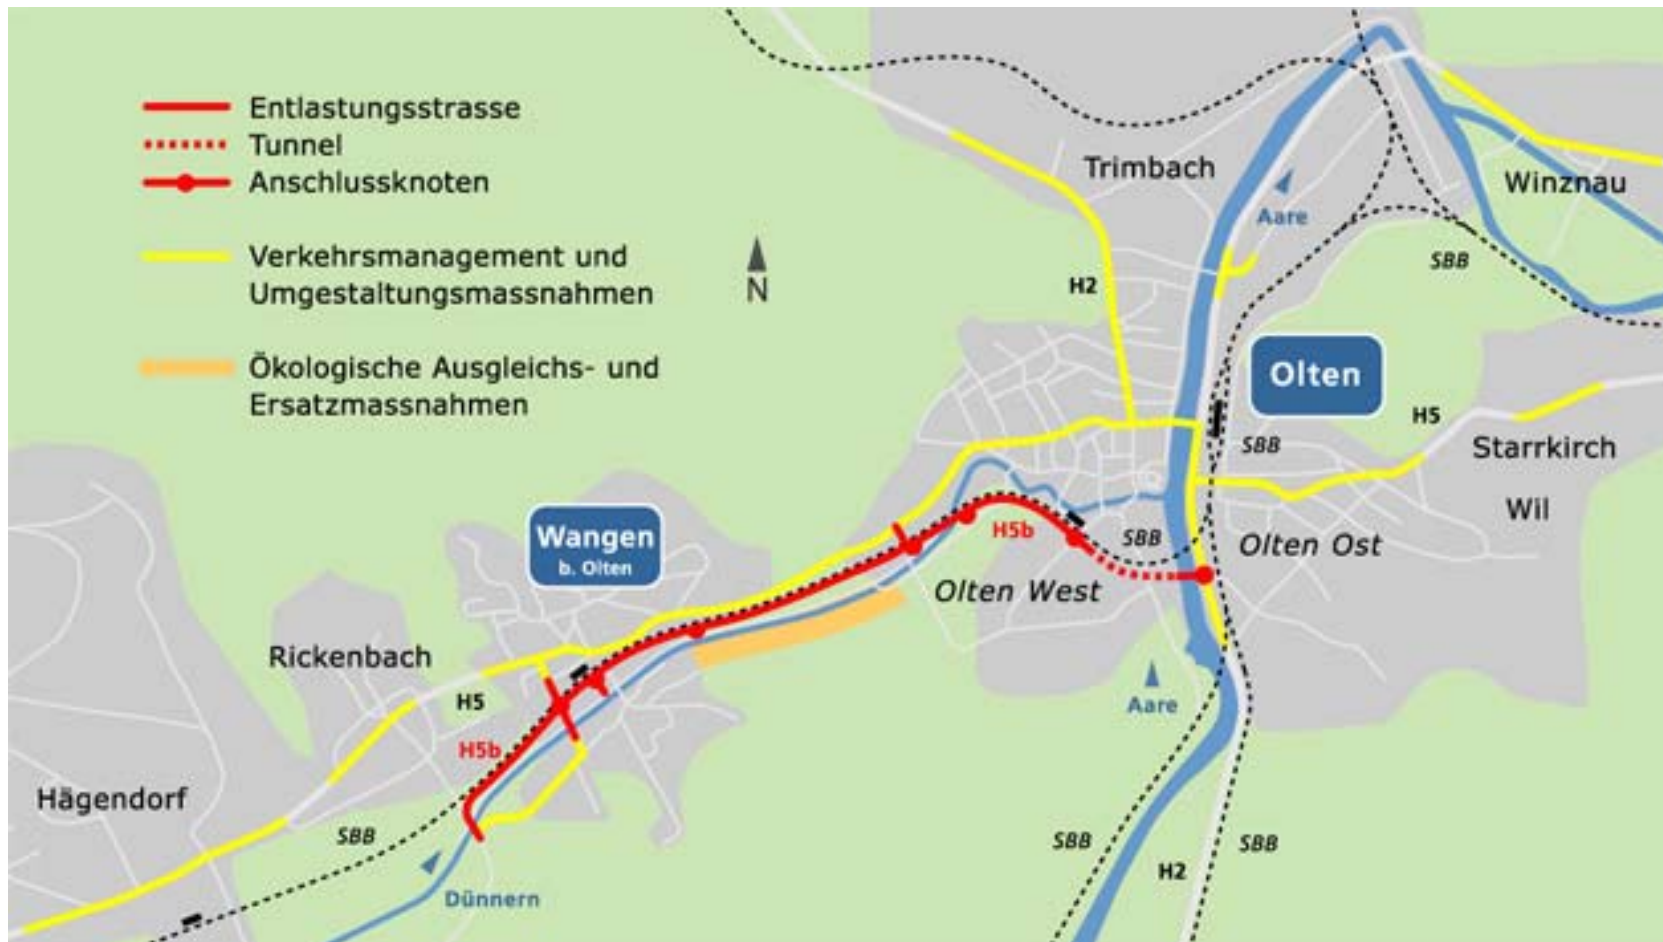 Entlastungsstrasse
Tunnel
Anschlussknoten
Verkehrsmanagement und
Umgestaltungsmassnahmen
Ökologische Ausgleichs- und
Ersatzmassnahmen
N
Trimbach
Winznau
Aare
SBB
H2
Olten
H5
SBB
Starrkirch
Wil
Wangen
b. Olten
H5b
SBB
Olten Ost
Olten West
Rickenbach
H5
Aare
H5b
Hägendorf
SBB
SBB
SBB
H2
Dünnern